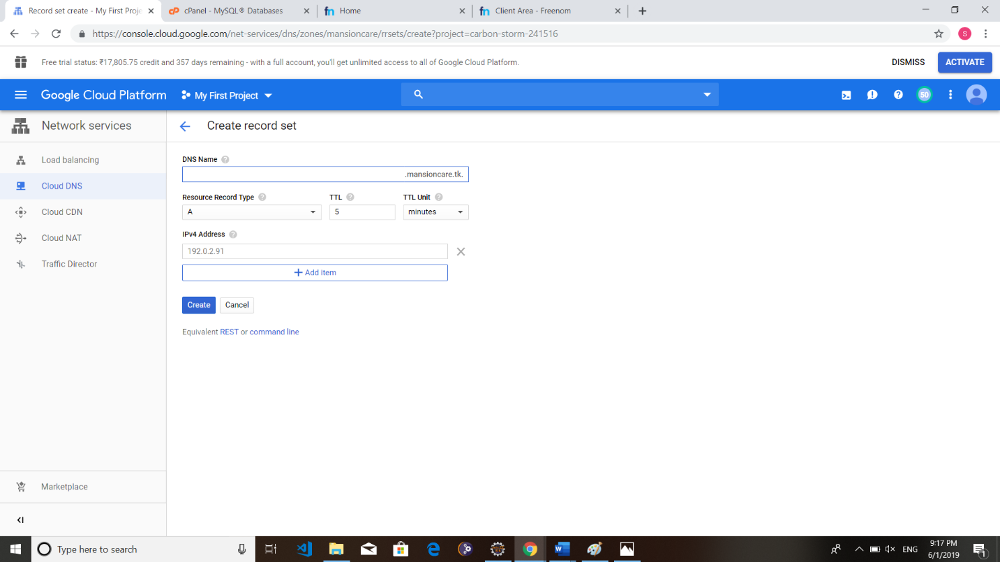 Record set create - My First Proje
cPanel - MySQL® Databases
Home
Client Area - Freenom
https://console.cloud.google.com/net-services/dns/zones/mansioncare/rrsets/create?project=carbon-storm-241516
S
Free trial status: ₹17,805.75 credit and 357 days remaining - with a full account, you'll get unlimited access to all of Google Cloud Platform.
DISMISS
ACTIVATE
Google Cloud Platform
My First Project
50
Network services
Create record set
Load balancing
Cloud DNS
Cloud CDN
Cloud NAT
Traffic Director
DNS Name
.mansioncare.tk.
Resource Record Type
TTL
TTL Unit
A
5
minutes
IPv4 Address
192.0.2.91
Add item
Create
Cancel
Equivalent REST or command line
Marketplace
Type here to search
ENG
9:17 PM
6/1/2019
1